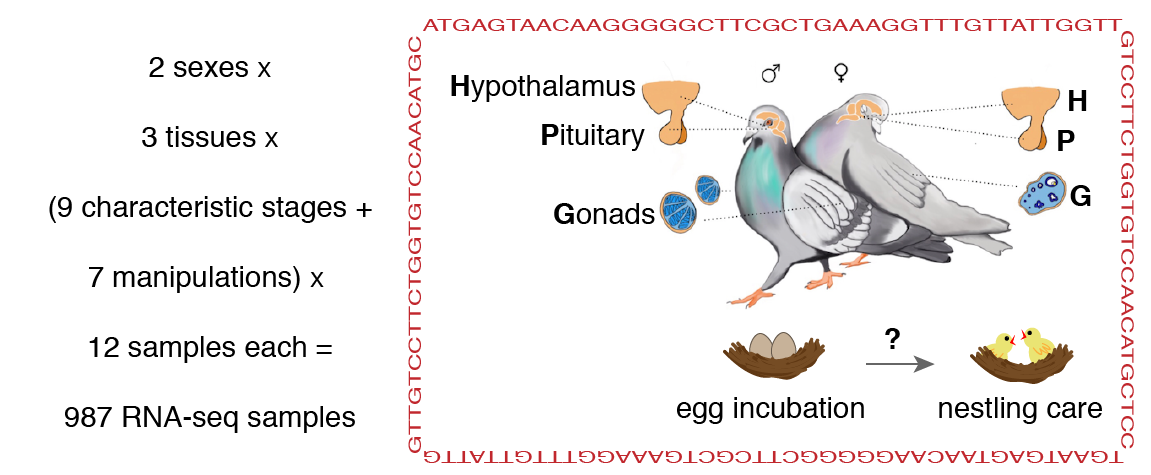 2 sexes x
3 tissues x
(9 characteristic stages +
7 manipulations) x
12 samples each =
987 RNA-seq samples
ATGAGTAACAAGGGGGCTTCGCTGAAAGGTTTGTTATTGGTT
GTCCTTCTGGTGTCCAACATGCTCC
TGAATGAGTAACAAGGGGGCTTCGCTGAAAGGTTTGTTATTG
GTTGTCCTTCTGGTGTCCAACATGC
♂ ♀
Hypothalamus
Pituitary
Gonads
H
P
G
?
egg incubation
nestling care